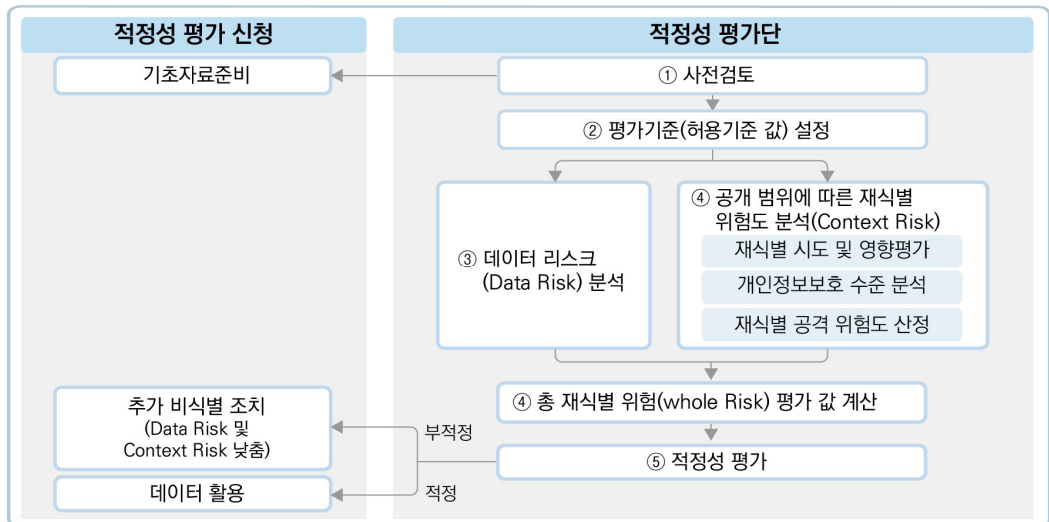 적정성 평가 신청
적정성 평가단
기초자료준비
① 사전검토
② 평가기준(허용기준 값) 설정
③ 데이터 리스크
(Data Risk) 분석
④ 공개 범위에 따른 재식별
위험도 분석(Context Risk)
재식별 시도 및 영향평가
개인정보보호 수준 분석
재식별 공격 위험도 산정
④ 총 재식별 위험(whole Risk) 평가 값 계산
추가 비식별 조치
(Data Risk 및
Context Risk 낮춤)
부적정
⑤ 적정성 평가
데이터 활용
적정